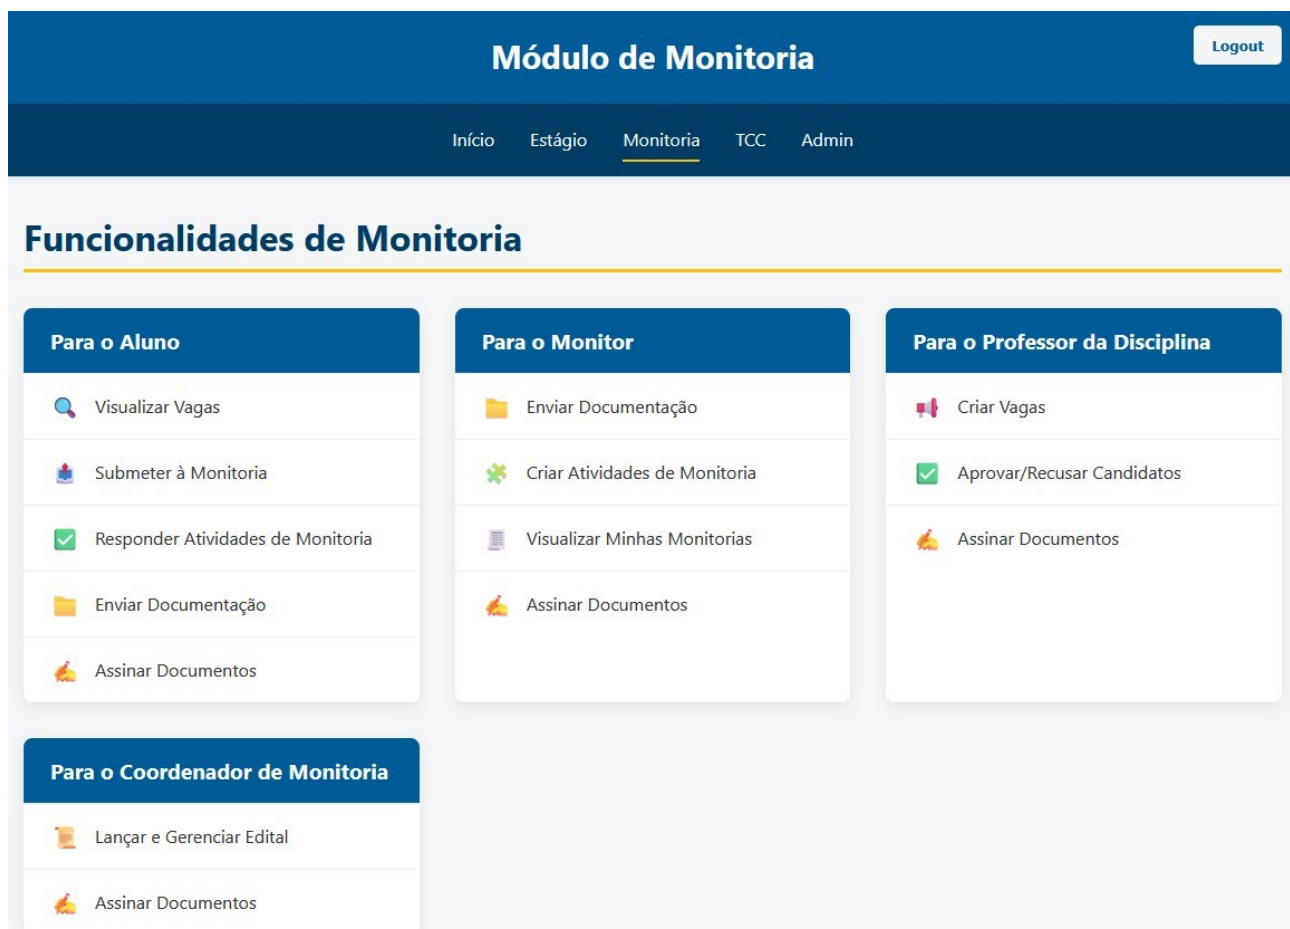 Módulo de Monitoria
Logout
Início Estágio Monitoria TCC Admin
Funcionalidades de Monitoria
Para o Aluno
Visualizar Vagas
Submeter à Monitoria
Responder Atividades de Monitoria
Enviar Documentação
Assinar Documentos
Para o Monitor
Enviar Documentação
Criar Atividades de Monitoria
Visualizar Minhas Monitorias
Assinar Documentos
Para o Professor da Disciplina
Criar Vagas
Aprovar/Recusar Candidatos
Assinar Documentos
Para o Coordenador de Monitoria
Lançar e Gerenciar Edital
Assinar Documentos